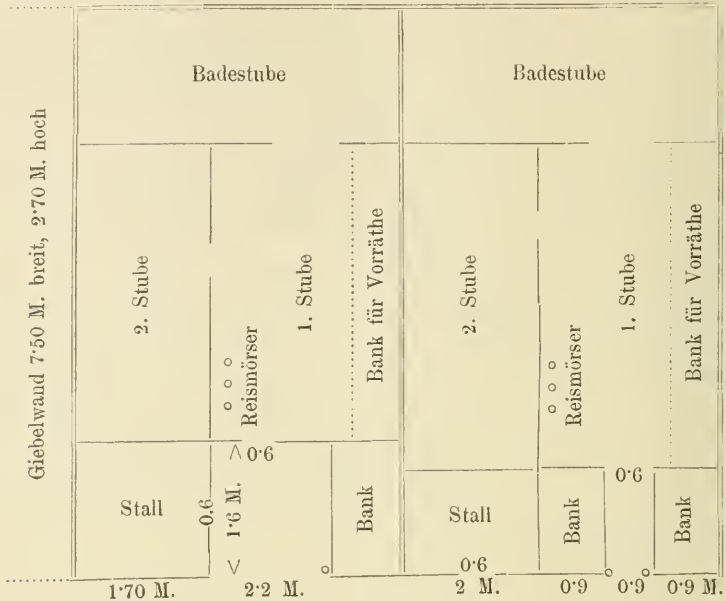 Giebelwand 7·50 M. breit, 2·70 M. hoch
Badestube
Badestube
2. Stube
Reismörser
1. Stube
Bank für Vorräthe
2. Stube
Reismörser
1. Stube
Bank für Vorräthe
Stall
0.6
1·6 M.
0·6
Bank
Stall
0·6
Bank
0·6
Bank
1·70 M.
2·2 M.
2 M.
0·9
0·9
0·9 M.